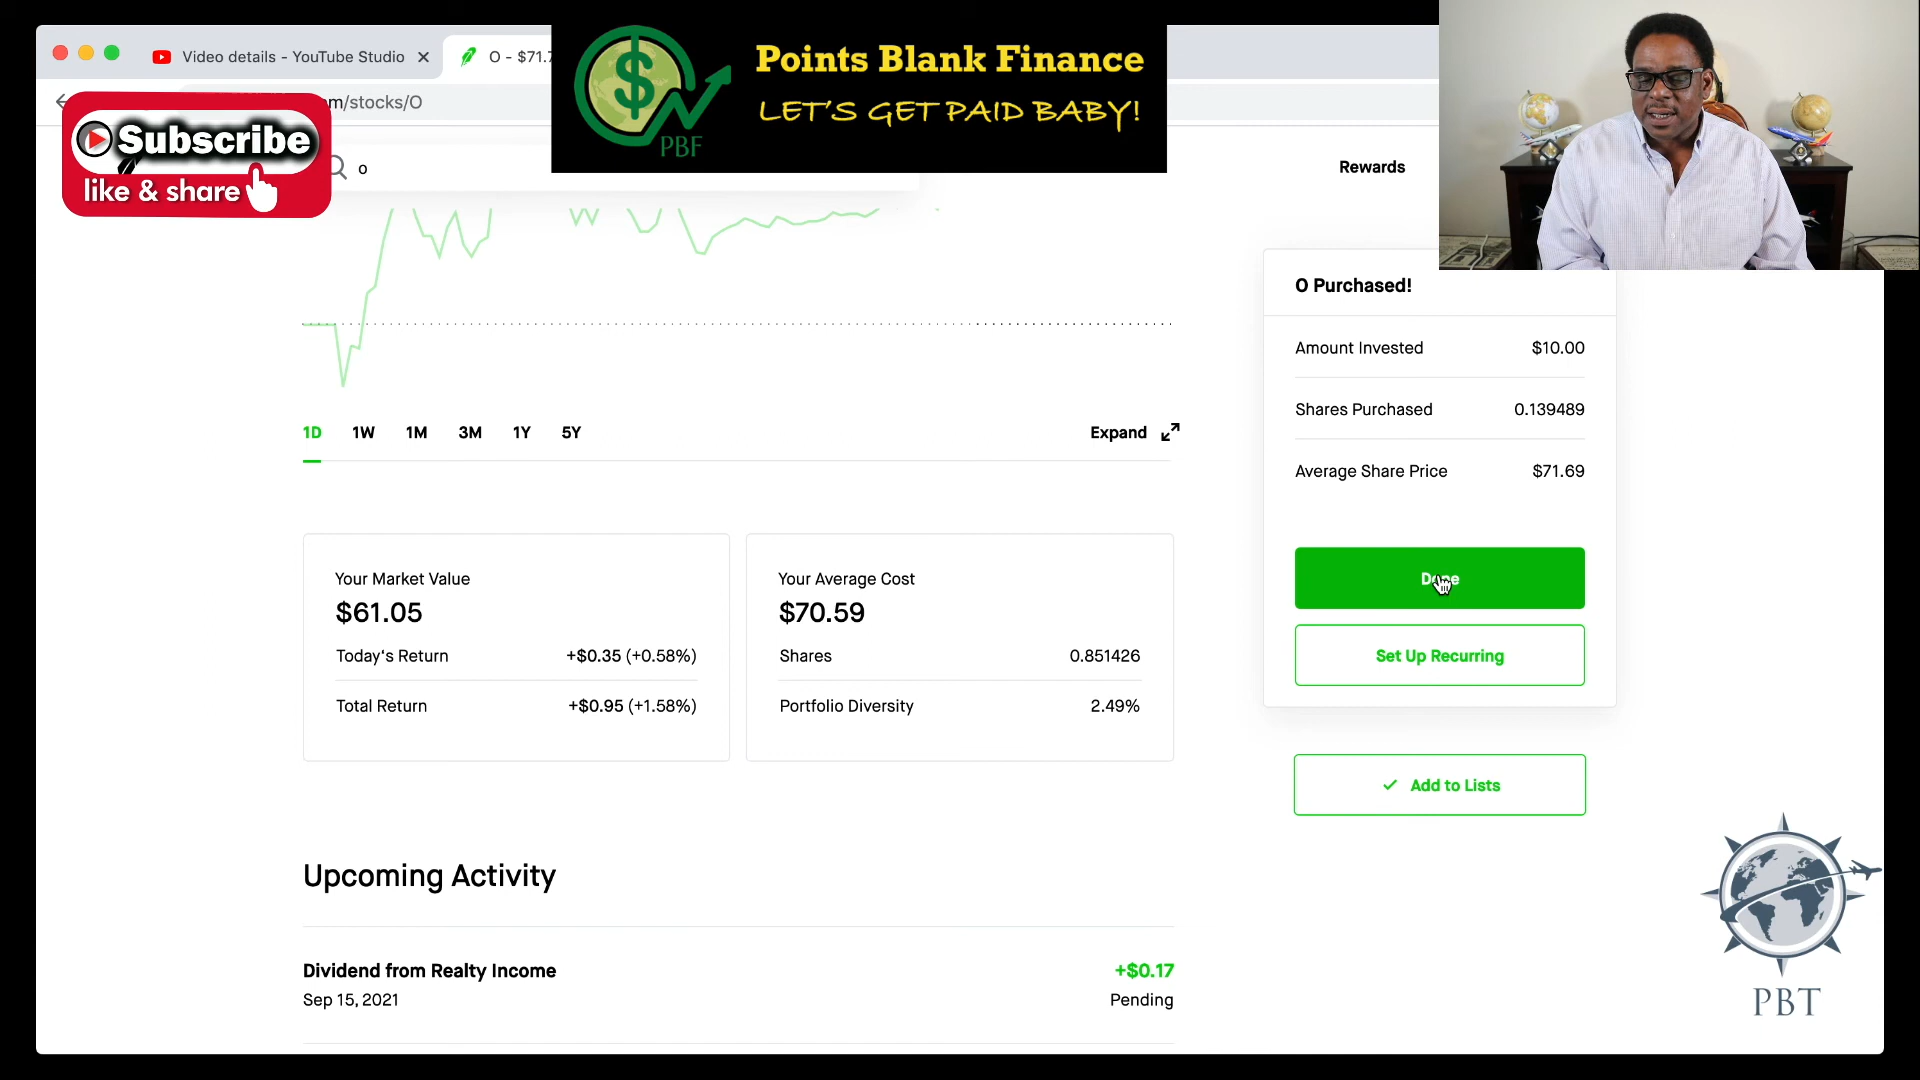 Video details - YouTube Studio
O - $71.7
Points Blank Finance
LET'S GET PAID BABY!
PBF
m/stocks/O
Subscribe
like & share
o
Rewards
1D 1W 1M 3M 1Y 5Y
Expand
O Purchased!
Amount Invested $10.00
Shares Purchased 0.139489
Average Share Price $71.69
Done
Set Up Recurring
Add to Lists
Your Market Value
$61.05
Today's Return +$0.35 (+0.58%)
Total Return +$0.95 (+1.58%)
Your Average Cost
$70.59
Shares 0.851426
Portfolio Diversity 2.49%
Upcoming Activity
Dividend from Realty Income +$0.17
Sep 15, 2021 Pending
PBT